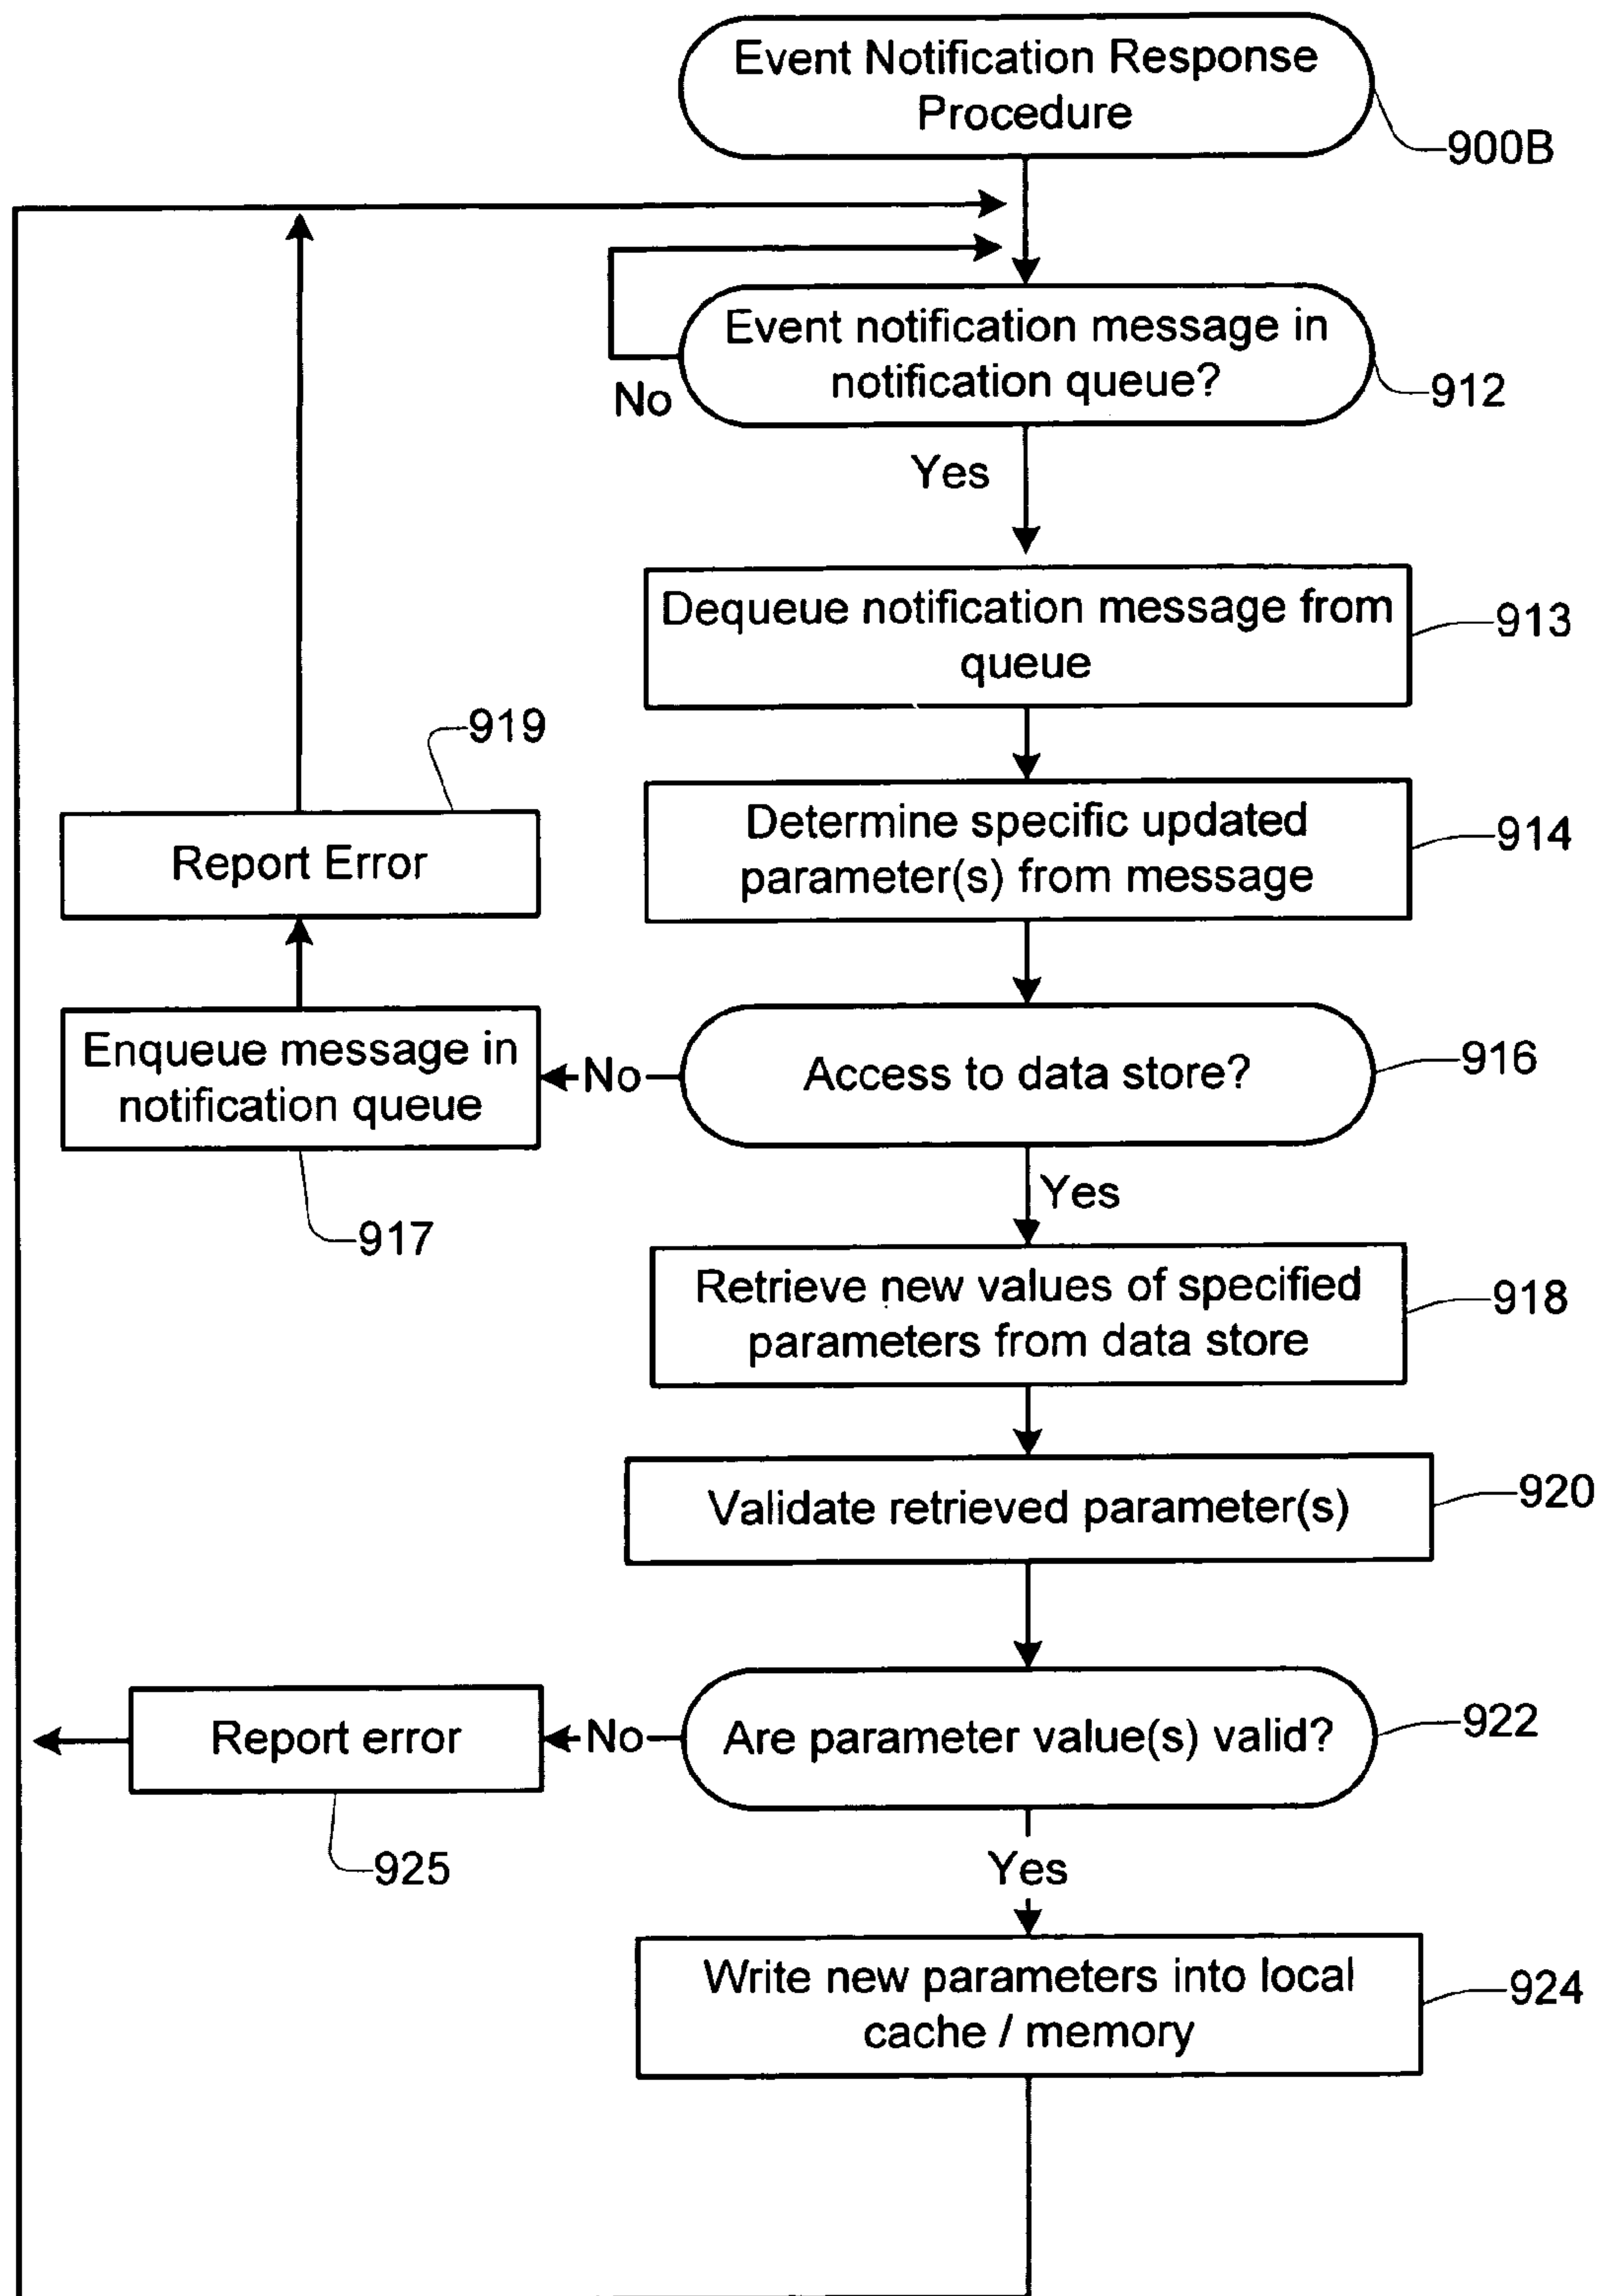 Event Notification Response
Procedure
900B
Event notification message in
notification queue?
912
No
Yes
Dequeue notification message from
queue
913
919
Determine specific updated
parameter(s) from message
914
Report Error
Enqueue message in
notification queue
No
Access to data store?
916
917
Yes
Retrieve new values of specified
parameters from data store
918
Validate retrieved parameter(s)
920
Report error
No
Are parameter value(s) valid?
922
925
Yes
Write new parameters into local
cache / memory
924